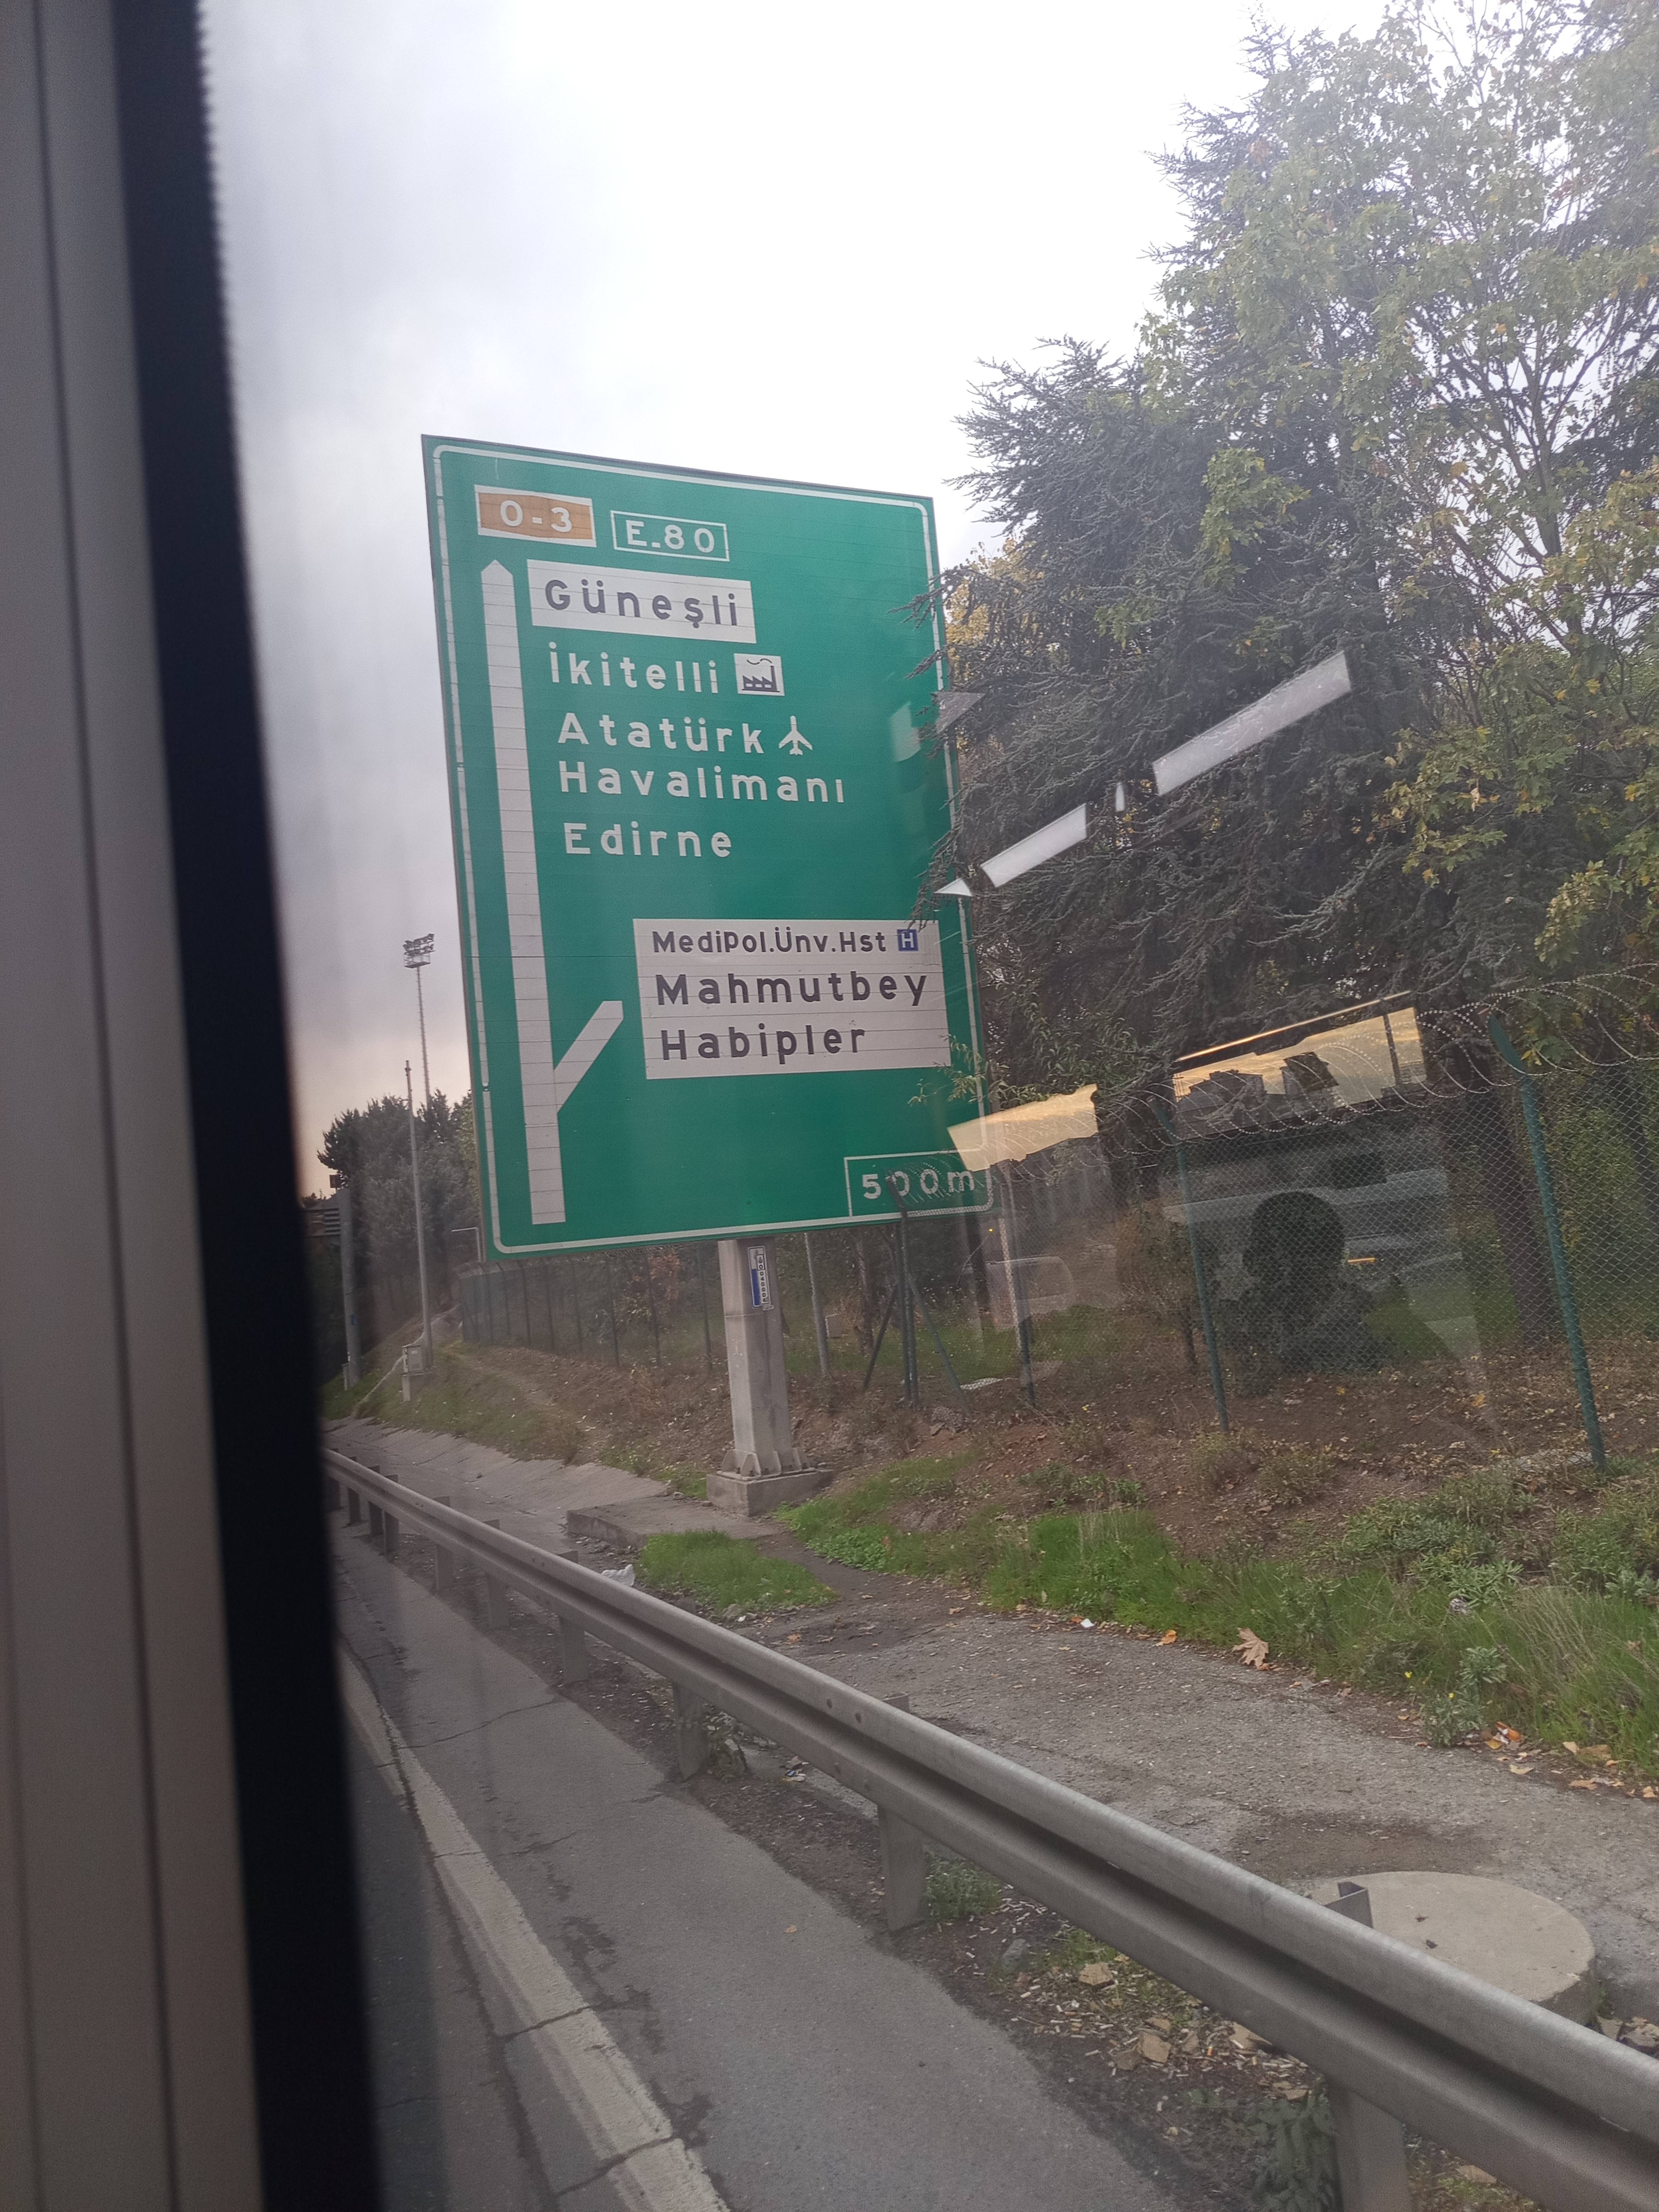 O-3 E-80
Güneşli
İkitelli
Atatürk
Havalimanı
Edirne
MediPol.Ünv.Hst H
Mahmutbey
Habipler
500m